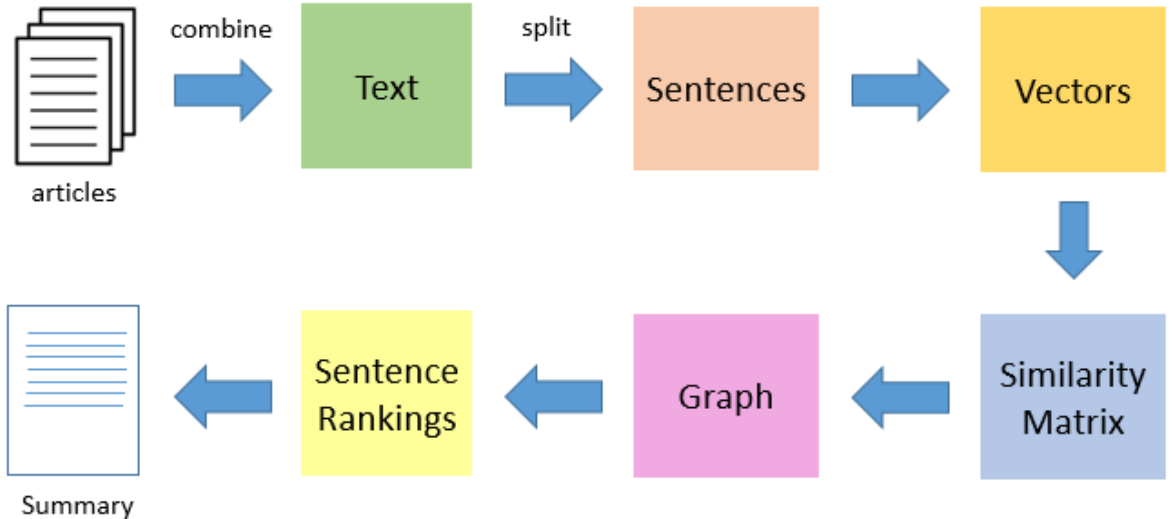 combine
split
Text
Sentences
Vectors
articles
Similarity
Matrix
Graph
Sentence
Rankings
Summary